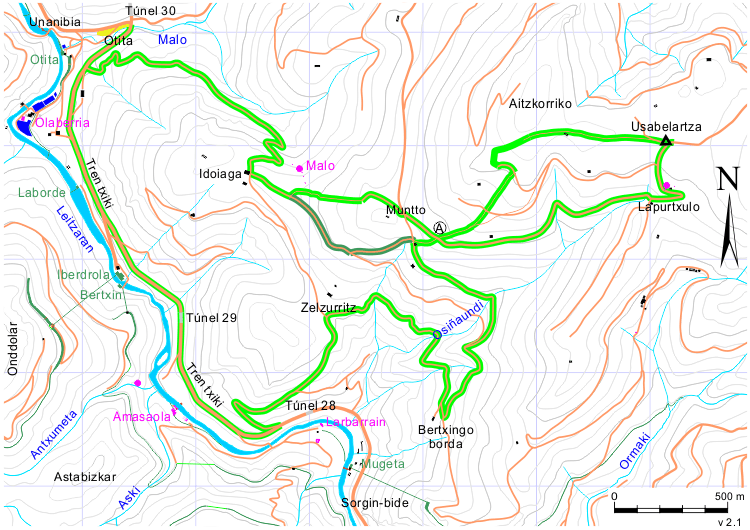 Túnel 30
Unanibia
Otita
Malo
Otita
Aitzkorriko
Olaberria
Usabelartza
Malo
Idoiaga
Tren txiki
N
Laborde
Muntto
A
Lapurtxulo
Leitzaran
Iberdrola
Bertxin
Zelzurritz
Osiñaundi
Túnel 29
Onddolar
Tren txiki
Túnel 28
Amasaola
Larbarrain
Bertxingo
borda
Antxumeta
Ormaki
Mugeta
Astabizkar
Aski
Sorgin-bide
0
500 m
v 2.1